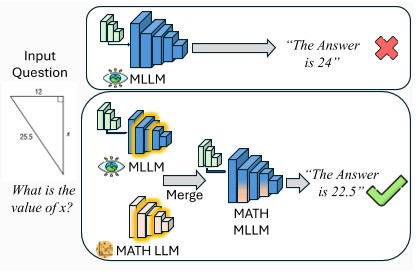 Input
Question
12
25.5
x
What is the
value of x?
MLLM
“The Answer
is 24”
MLLM
Merge
MATH LLM
MATH
MLLM
“The Answer
is 22.5”